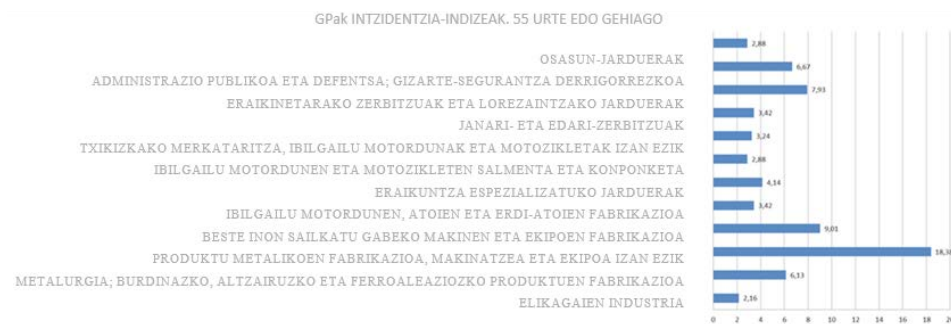 GPak INTZIDENTZIA-INDIZEAK. 55 URTE EDO GEHIAGO
2,88
OSASUN-JARDUERAK
6,67
ADMINISTRAZIO PUBLIKOA ETA DEFENTSA; GIZARTE-SEGURANTZA DERRIGORREZKOA
7,93
ERAIKINETARAKO ZERBITZUAK ETA LOREZAINTZAKO JARDUERAK
3,42
JANARI- ETA EDARI-ZERBITZUAK
3,24
TXIKIZKAKO MERKATARITZA, IBILGAILU MOTORDUNAK ETA MOTOZIKLETAK IZAN EZIK
2,88
IBILGAILU MOTORDUNEN ETA MOTOZIKLETEN SALMENTA ETA KONPONKETA
4,14
ERAIKUNTZA ESPEZIALIZATUKO JARDUERAK
3,42
IBILGAILU MOTORDUNEN, ATOIEN ETA ERDI-ATOIEN FABRIKAZIOA
9,01
BESTE INON SAILKATU GABEKO MAKINEN ETA EKIPOEN FABRIKAZIOA
18,38
PRODUKTU METALIKOEN FABRIKAZIOA, MAKINATZEA ETA EKIPOA IZAN EZIK
6,13
METALURGIA; BURDINAZKO, ALTZAIRUZKO ETA FERROALEAZIOZKO PRODUKTUEN FABRIKAZIOA
2,16
ELIKAGAIEN INDUSTRIA
0 2 4 6 8 10 12 14 16 18 20